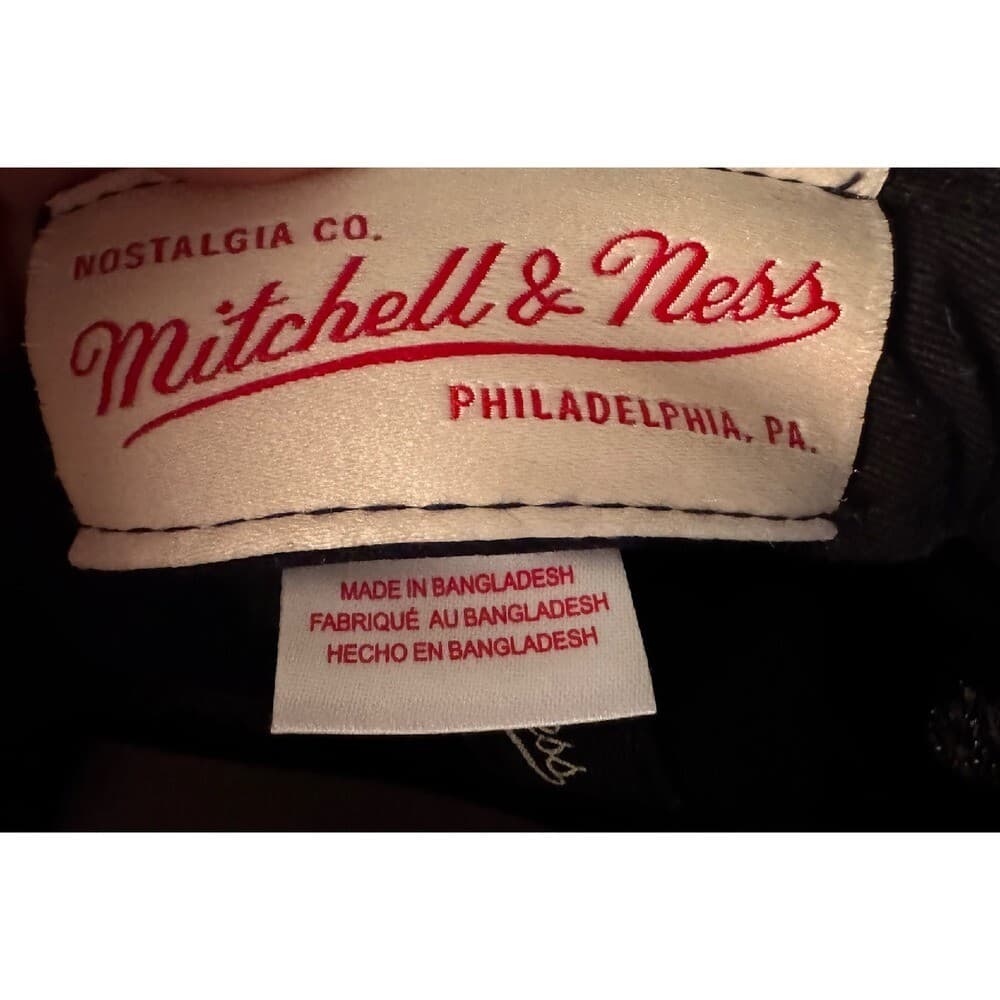 NOSTALGIA CO.
Mitchell & Ness
PHILADELPHIA, PA.
MADE IN BANGLADESH
FABRIQUÉ AU BANGLADESH
HECHO EN BANGLADESH